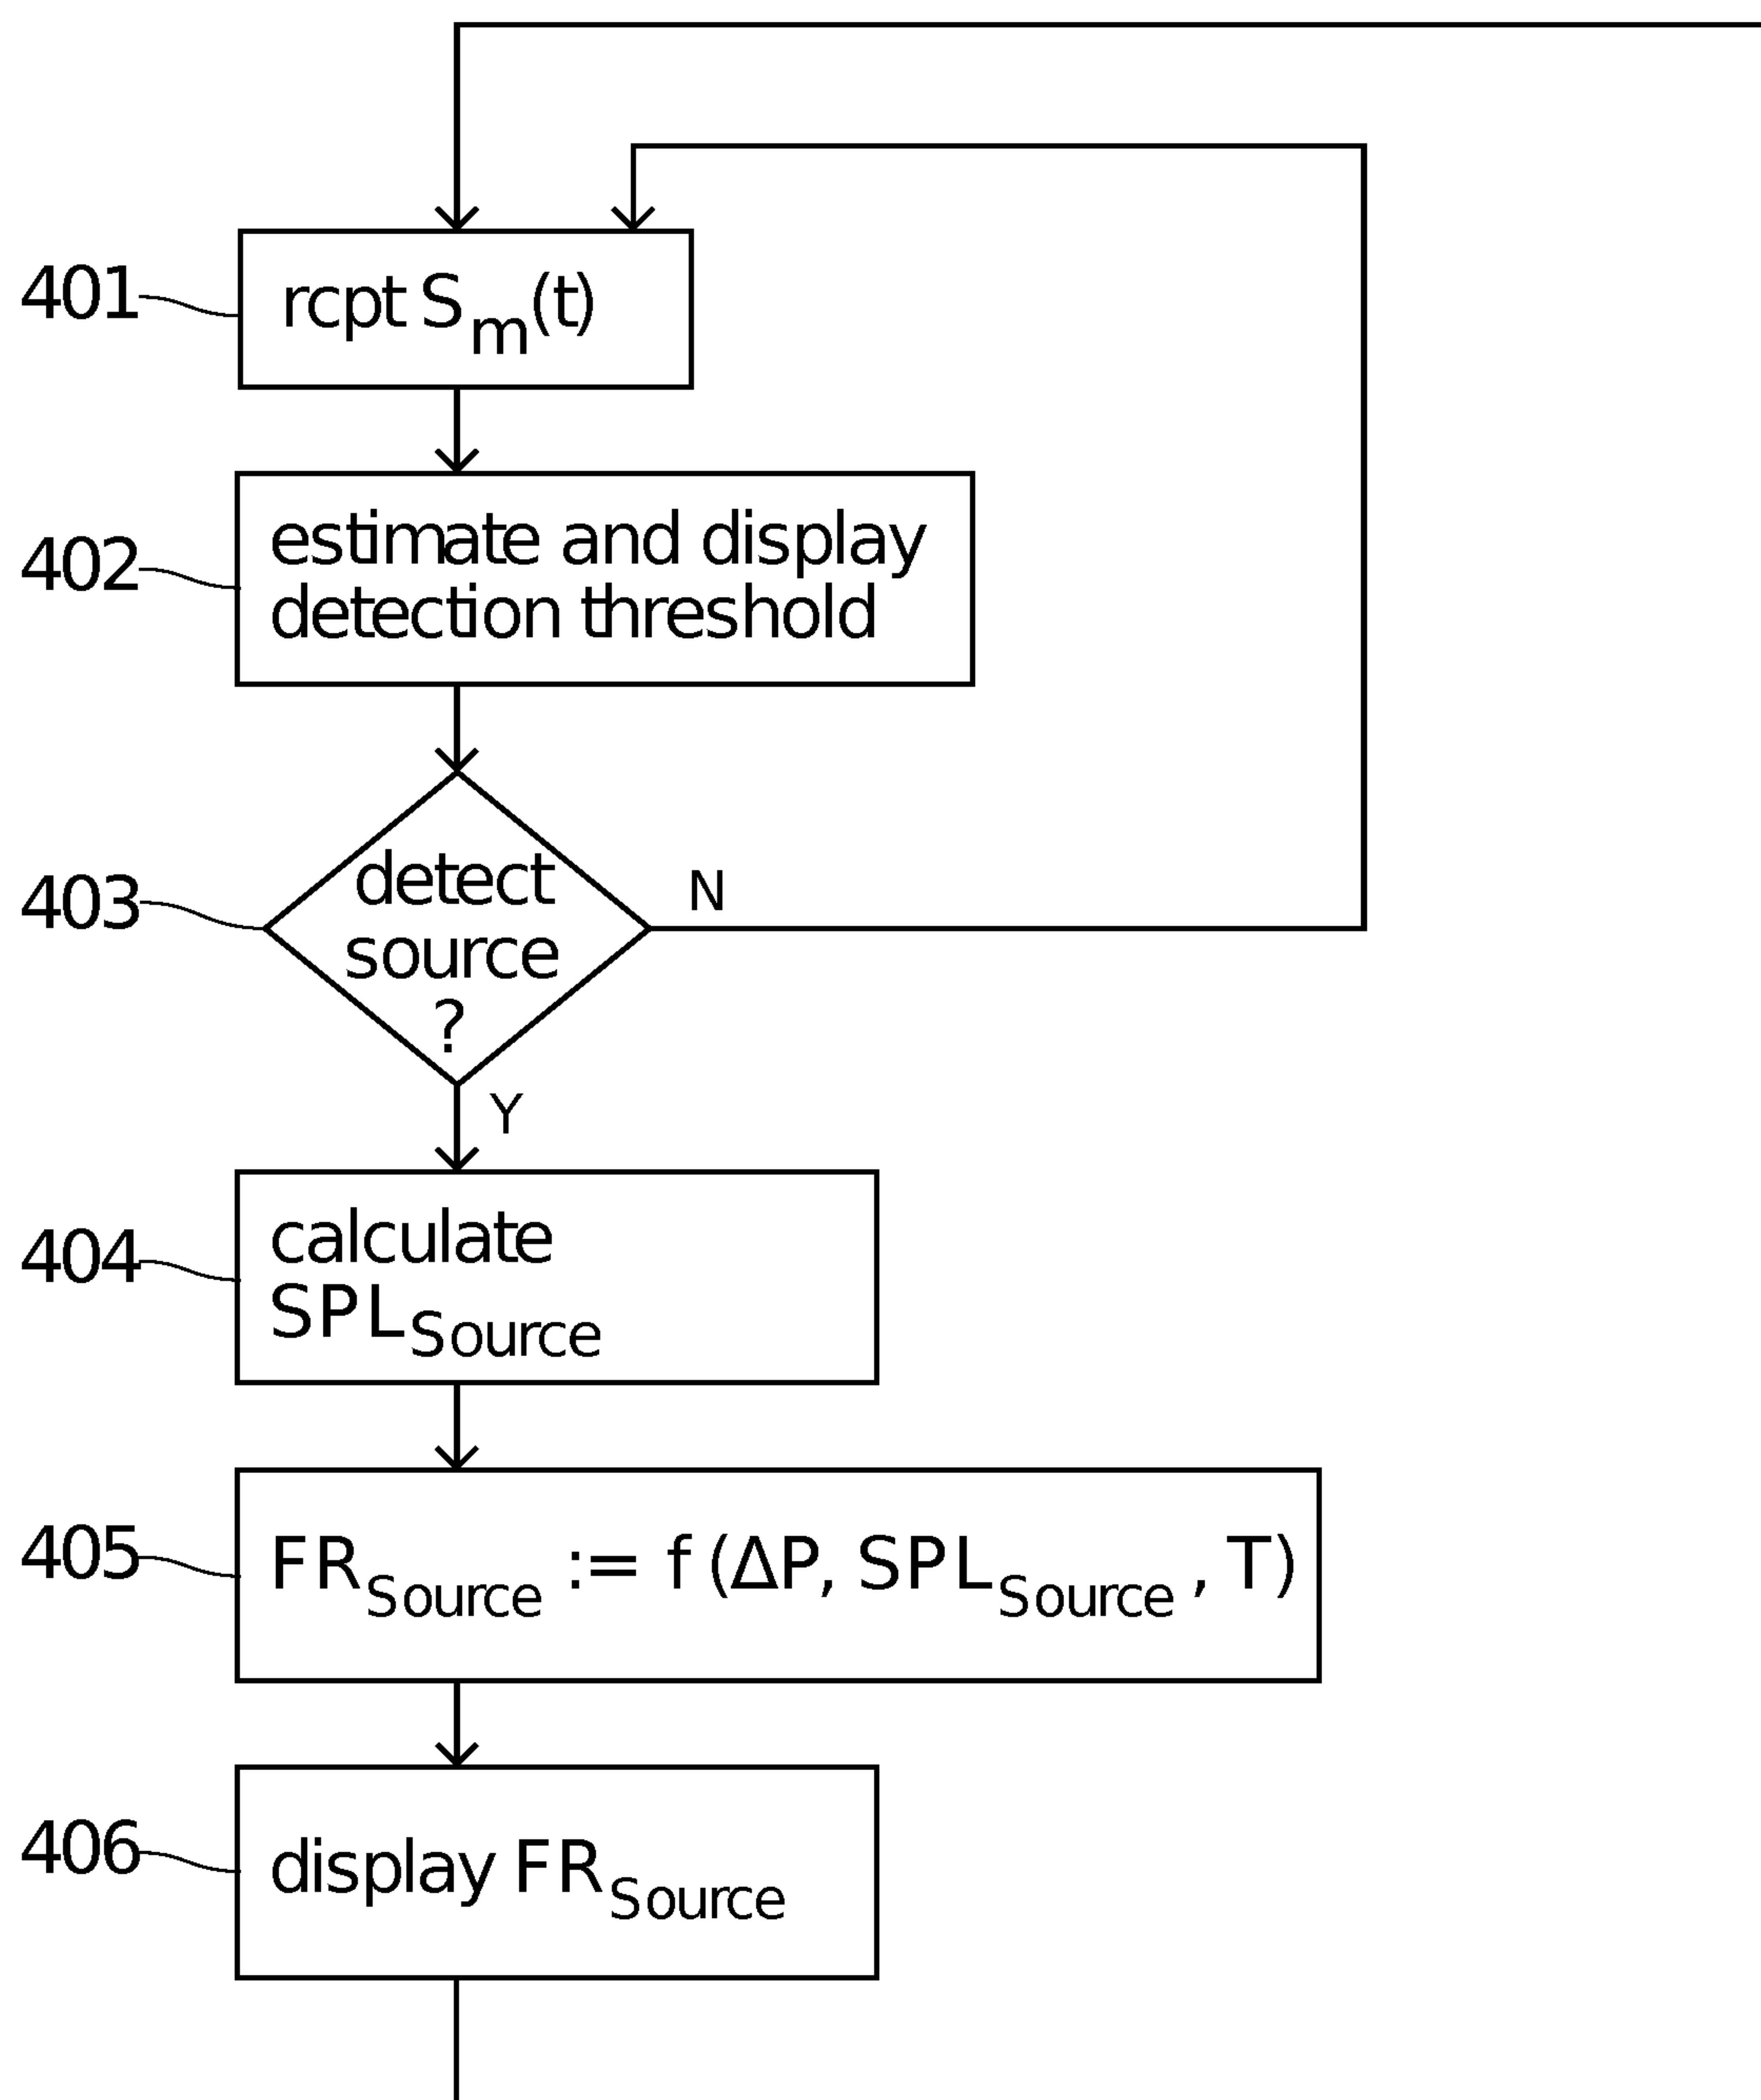 401
rcpt Sm(t)
402
estimate and display
detection threshold
403
detect
source
?
N
Y
404
calculate
SPLSource
405
FRSource := f (ΔP, SPLSource, T)
406
display FRSource